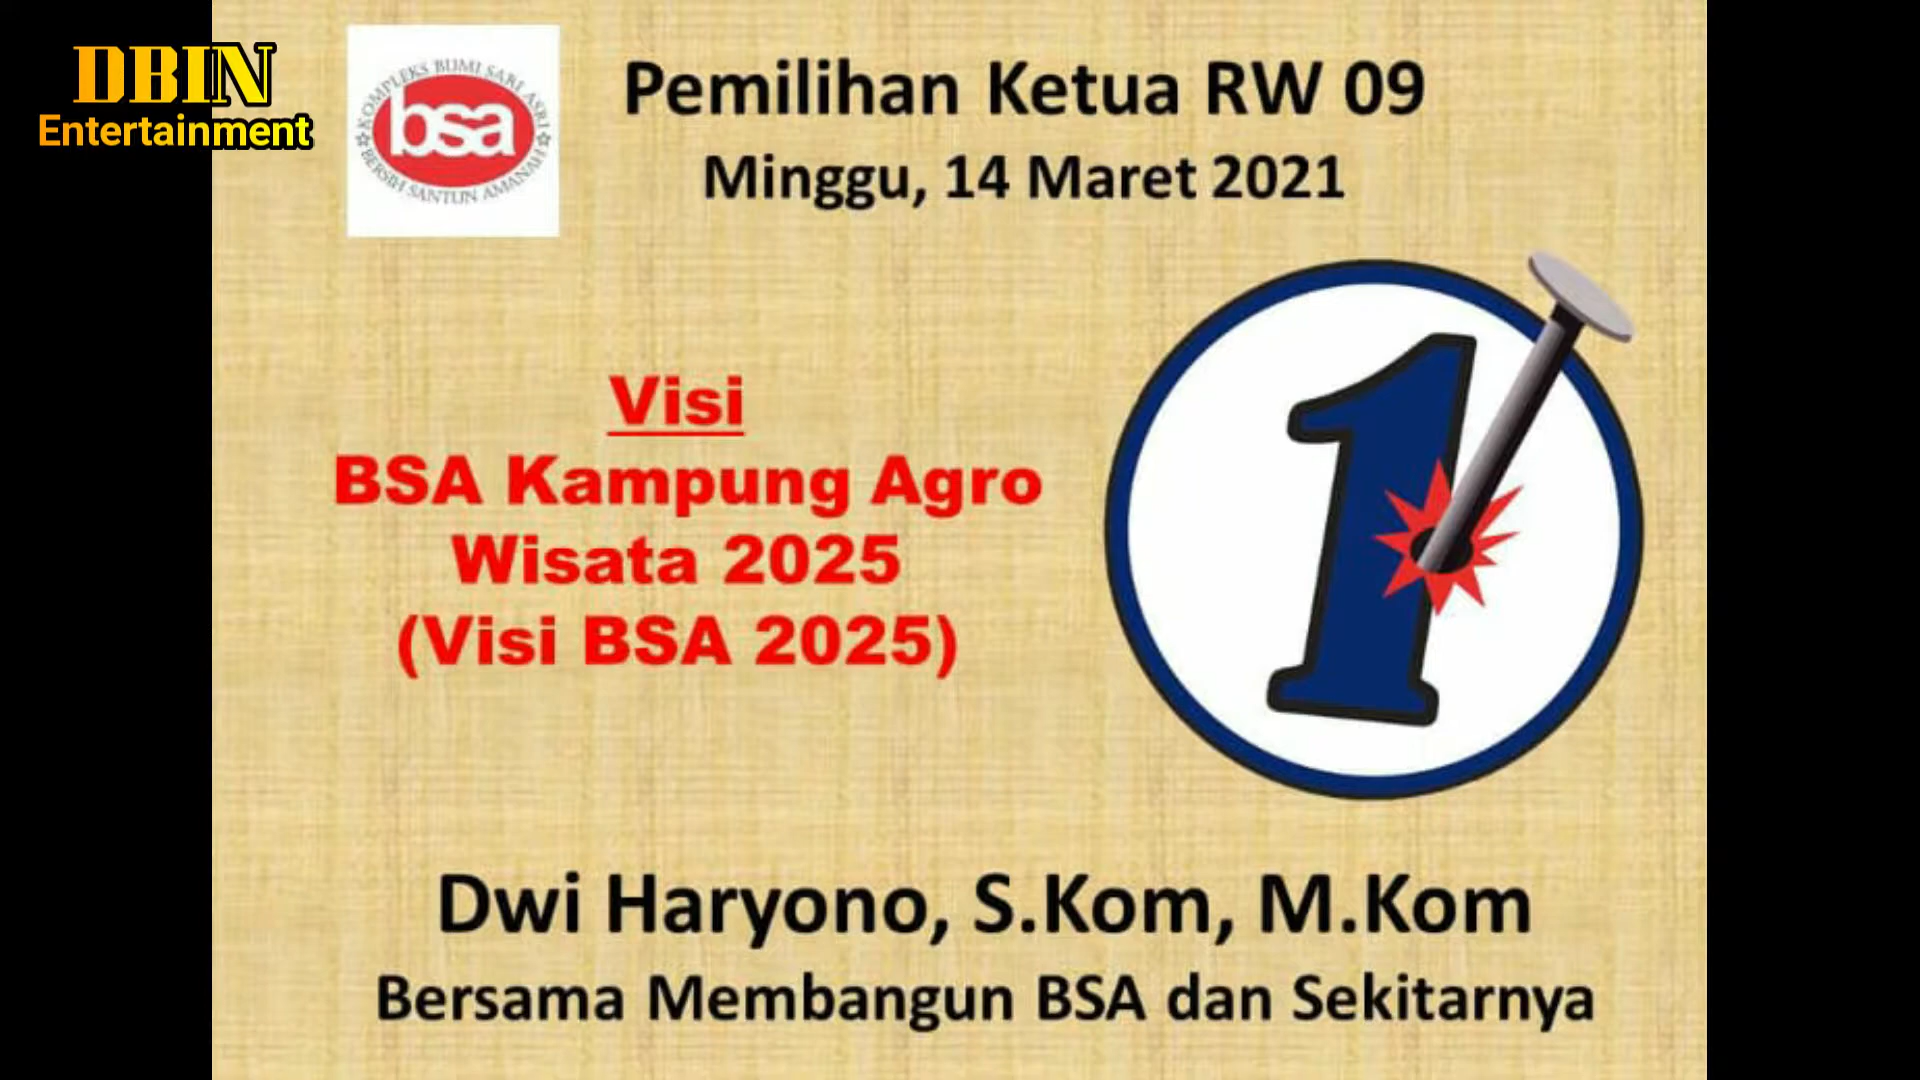 DBIN
Entertainment
KOMPLEKS BUMI SARI ASRI
bsa
BERSIH SANTUN AMANAH
Pemilihan Ketua RW 09
Minggu, 14 Maret 2021
Visi
BSA Kampung Agro
Wisata 2025
(Visi BSA 2025)
1
Dwi Haryono, S.Kom, M.Kom
Bersama Membangun BSA dan Sekitarnya